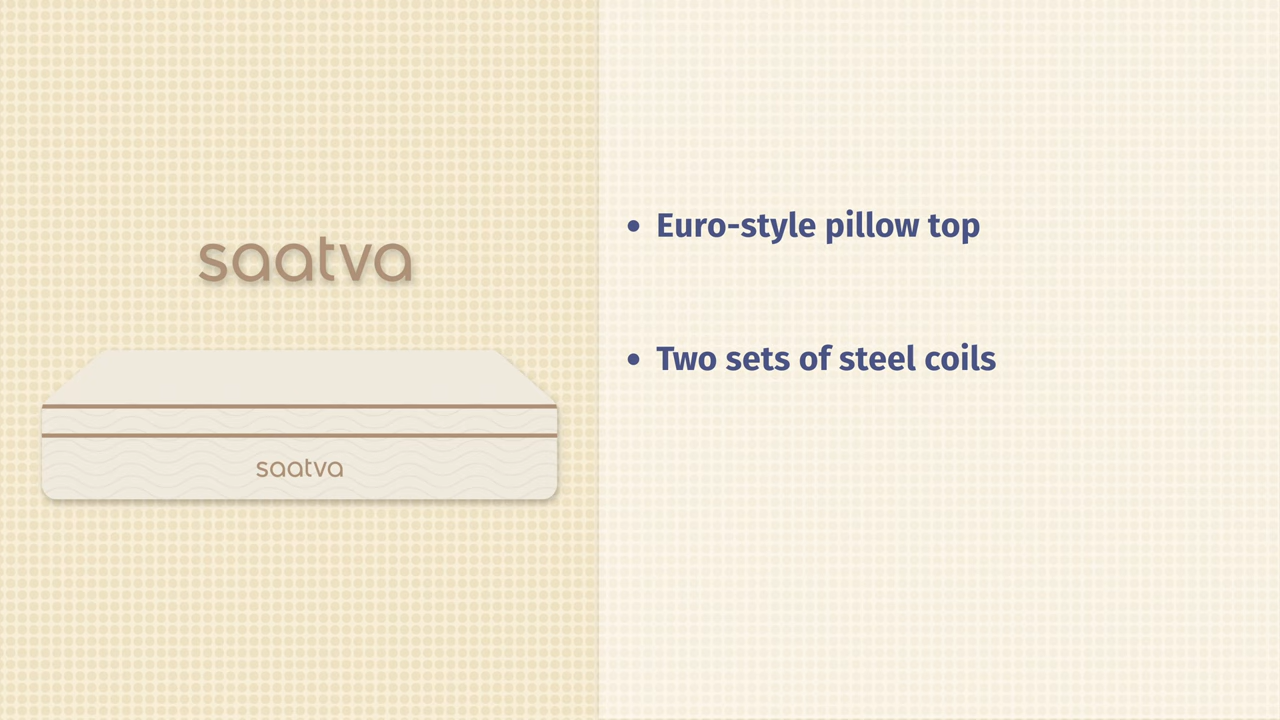 saatva
saatva
• Euro-style pillow top
• Two sets of steel coils